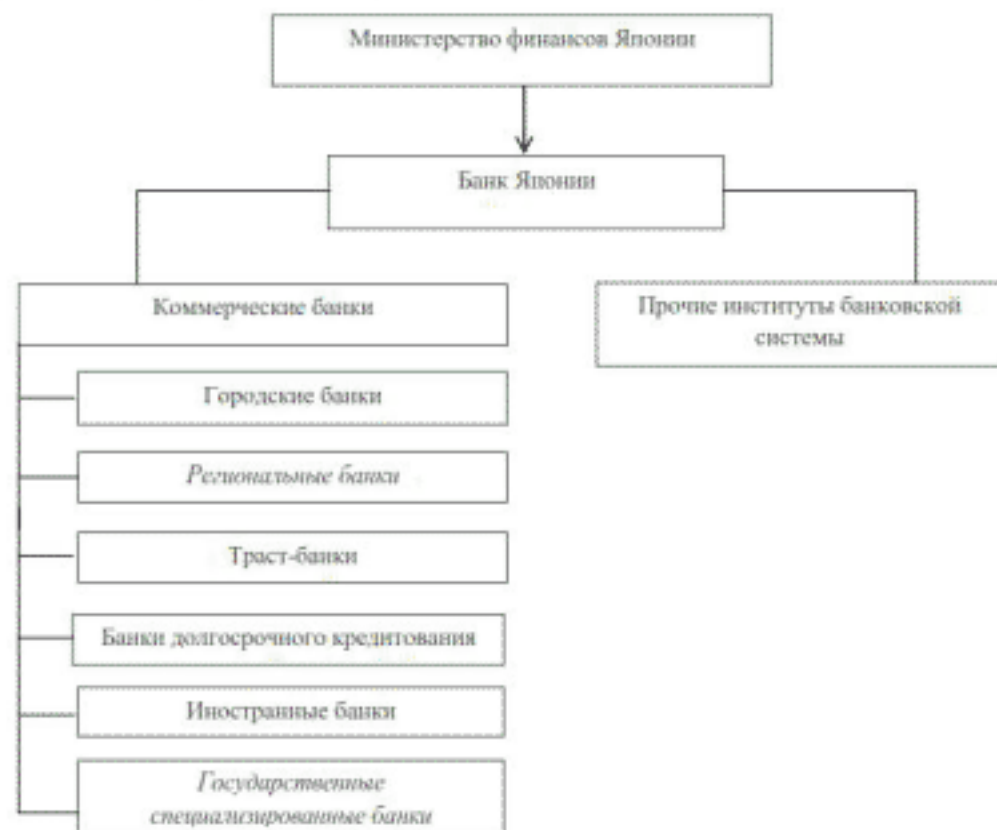 Министерство финансов Японии
Банк Японии
Коммерческие банки
Прочие институты банковской
системы
Городские банки
Региональные банки
Траст-банки
Банки долгосрочного кредитования
Иностранные банки
Государственные
специализированные банки